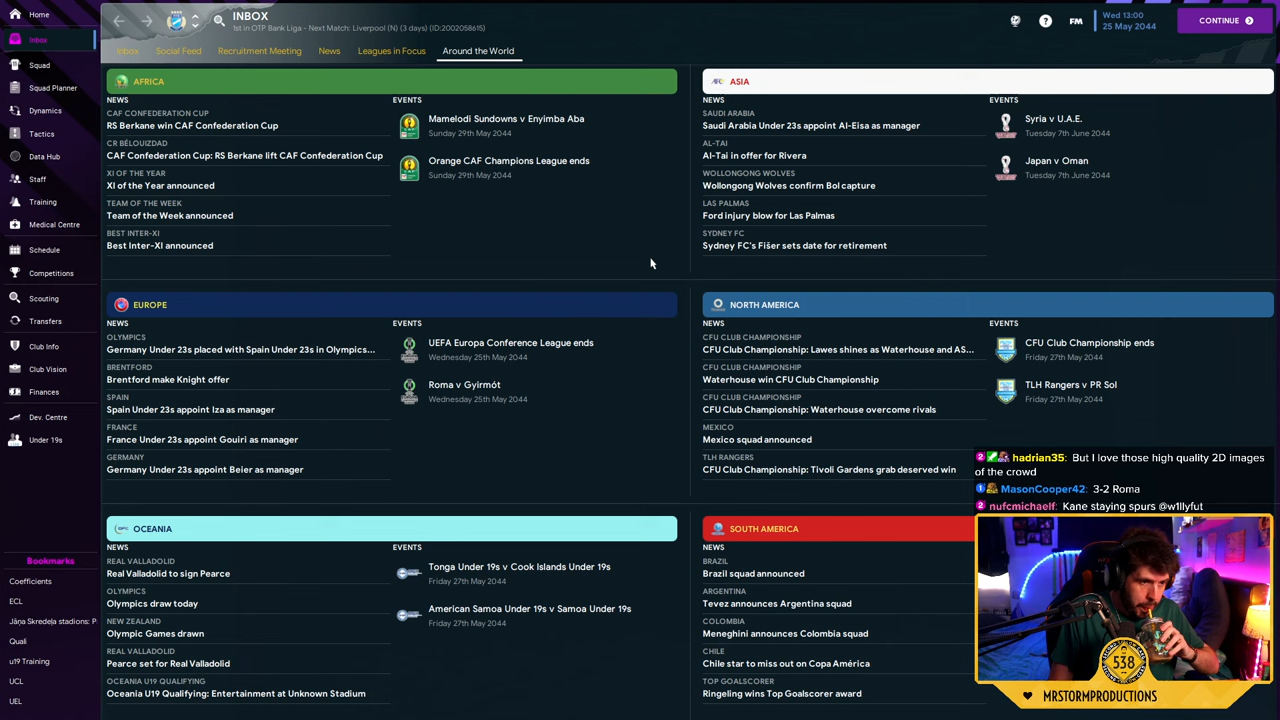 Home
Inbox
Squad
Squad Planner
Dynamics
Tactics
Data Hub
Staff
Training
Medical Centre
Schedule
Competitions
Scouting
Transfers
Club Info
Club Vision
Finances
Dev. Centre
Under 19s
Bookmarks
Coefficients
ECL
Jāņa Skredeļa stadions: P
Quali
u19 Training
UCL
UEL
INBOX
1st in OTP Bank Liga - Next Match: Liverpool (N) (3 days) (ID:2002058615)
FM
Wed 13:00
25 May 2044
CONTINUE
Inbox
Social Feed
Recruitment Meeting
News
Leagues in Focus
Around the World
AFRICA
NEWS
CAF CONFEDERATION CUP
RS Berkane win CAF Confederation Cup
CR BÉLOUIZDAD
CAF Confederation Cup: RS Berkane lift CAF Confederation Cup
XI OF THE YEAR
XI of the Year announced
TEAM OF THE WEEK
Team of the Week announced
BEST INTER-XI
Best Inter-XI announced
EVENTS
Mamelodi Sundowns v Enyimba Aba
Sunday 29th May 2044
Orange CAF Champions League ends
Sunday 29th May 2044
ASIA
NEWS
SAUDI ARABIA
Saudi Arabia Under 23s appoint Al-Eisa as manager
AL-TAI
Al-Tai in offer for Rivera
WOLLONGONG WOLVES
Wollongong Wolves confirm Bol capture
LAS PALMAS
Ford injury blow for Las Palmas
SYDNEY FC
Sydney FC's Fišer sets date for retirement
EVENTS
Syria v U.A.E.
Tuesday 7th June 2044
Japan v Oman
Tuesday 7th June 2044
EUROPE
NEWS
OLYMPICS
Germany Under 23s placed with Spain Under 23s in Olympics...
BRENTFORD
Brentford make Knight offer
SPAIN
Spain Under 23s appoint Iza as manager
FRANCE
France Under 23s appoint Gouiri as manager
GERMANY
Germany Under 23s appoint Beier as manager
EVENTS
UEFA Europa Conference League ends
Wednesday 25th May 2044
Roma v Gyirmót
Wednesday 25th May 2044
NORTH AMERICA
NEWS
CFU CLUB CHAMPIONSHIP
CFU Club Championship: Lawes shines as Waterhouse and AS...
CFU CLUB CHAMPIONSHIP
Waterhouse win CFU Club Championship
CFU CLUB CHAMPIONSHIP
CFU Club Championship: Waterhouse overcome rivals
MEXICO
Mexico squad announced
TLH RANGERS
CFU Club Championship: Tivoli Gardens grab deserved win
EVENTS
CFU Club Championship ends
Friday 27th May 2044
TLH Rangers v PR Sol
Friday 27th May 2044
OCEANIA
NEWS
REAL VALLADOLID
Real Valladolid to sign Pearce
OLYMPICS
Olympics draw today
NEW ZEALAND
Olympic Games drawn
REAL VALLADOLID
Pearce set for Real Valladolid
OCEANIA U19 QUALIFYING
Oceania U19 Qualifying: Entertainment at Unknown Stadium
EVENTS
Tonga Under 19s v Cook Islands Under 19s
Friday 27th May 2044
American Samoa Under 19s v Samoa Under 19s
Friday 27th May 2044
SOUTH AMERICA
NEWS
BRAZIL
Brazil squad announced
ARGENTINA
Tevez announces Argentina squad
COLOMBIA
Meneghini announces Colombia squad
CHILE
Chile star to miss out on Copa América
TOP GOALSCORER
Ringeling wins Top Goalscorer award
hadrian35: But I love those high quality 2D images
of the crowd
MasonCooper42: 3-2 Roma
nufcmichaelf: Kane staying spurs @w1llyfut
538
MRSTORMPRODUCTIONS